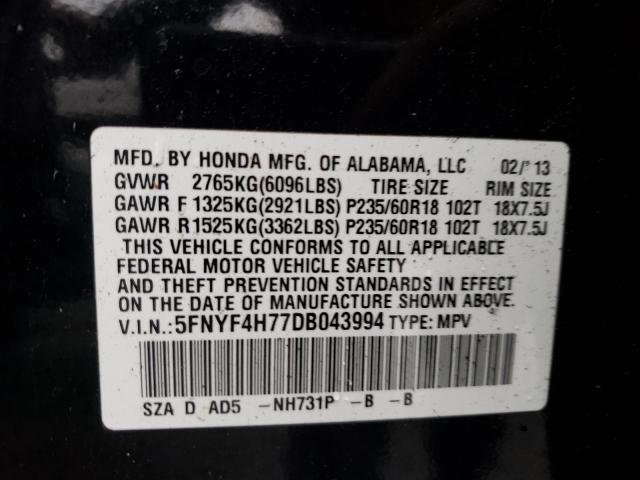 MFD. BY HONDA MFG. OF ALABAMA, LLC 02/13
GVWR 2765KG(6096LBS) TIRE SIZE RIM SIZE
GAWR F 1325KG(2921LBS) P235/60R18 102T 18X7.5J
GAWR R 1525KG(3362LBS) P235/60R18 102T 18X7.5J
THIS VEHICLE CONFORMS TO ALL APPLICABLE
FEDERAL MOTOR VEHICLE SAFETY
AND THEFT PREVENTION STANDARDS IN EFFECT
ON THE DATE OF MANUFACTURE SHOWN ABOVE.
V.I.N.: 5FNYF4H77DB043994 TYPE: MPV
SZA D AD5 -NH731P -B -B